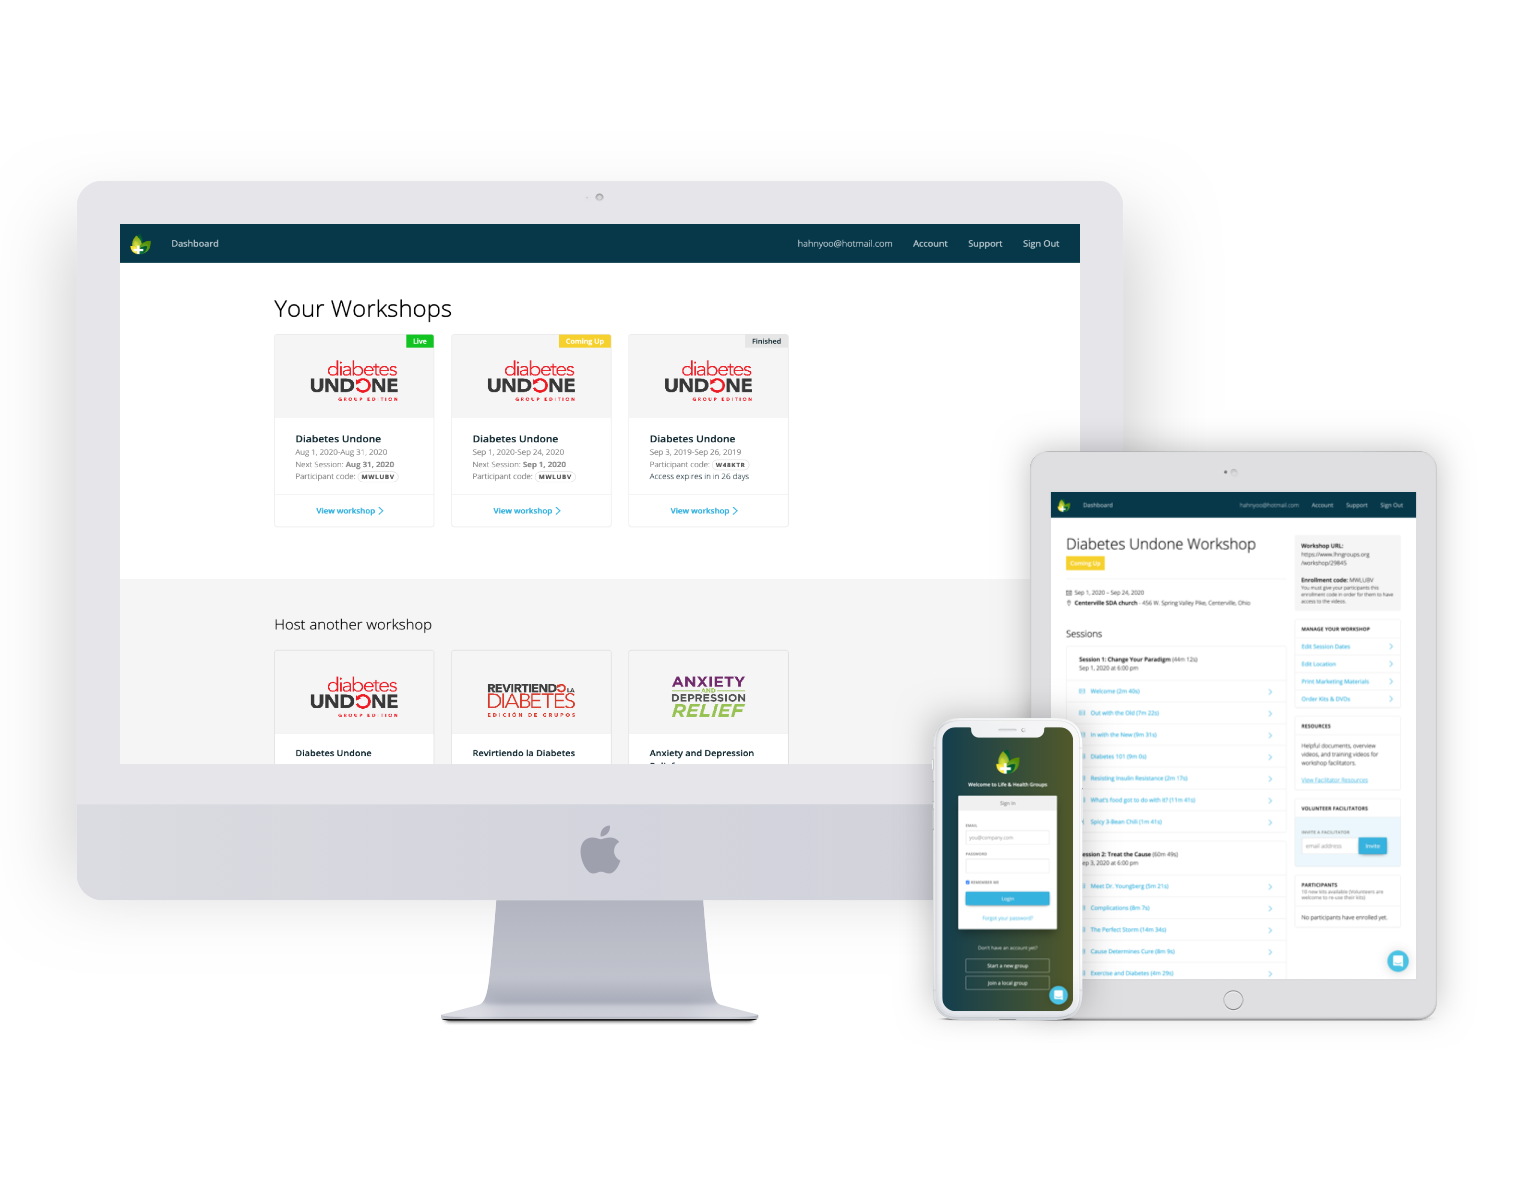 Dashboard
hahnyoo@hotmail.com Account Support Sign Out
Your Workshops
Live
diabetes
UNDONE
GROUP EDITION
Diabetes Undone
Aug 1, 2020-Aug 31, 2020
Next Session: Aug 31, 2020
Participant code: MWLUBV
View workshop
Coming Up
diabetes
UNDONE
GROUP EDITION
Diabetes Undone
Sep 1, 2020-Sep 24, 2020
Next Session: Sep 1, 2020
Participant code: MWLUBV
View workshop
Finished
diabetes
UNDONE
GROUP EDITION
Diabetes Undone
Sep 3, 2019-Sep 26, 2019
Participant code: W48KTR
Access expires in in 26 days
View workshop
Host another workshop
diabetes
UNDONE
GROUP EDITION
Diabetes Undone
REVIRTIENDO LA
DIABETES
EDICIÓN DE GRUPOS
Revirtiendo la Diabetes
ANXIETY
AND
DEPRESSION
RELIEF
Anxiety and Depression
Welcome to Life & Health Groups
Sign in
EMAIL
you@company.com
PASSWORD
REMEMBER ME
Login
Forgot your password?
Don't have an account yet?
Start a new group
Join a local group
Dashboard
hahnyoo@hotmail.com Account Support Sign Out
Diabetes Undone Workshop
Coming Up
Sep 1, 2020 – Sep 24, 2020
Centerville SDA church - 456 W. Spring Valley Pike, Centerville, Ohio
Sessions
Session 1: Change Your Paradigm (44m 12s)
Sep 1, 2020 at 6:00 pm
Welcome (2m 40s)
Out with the Old (7m 22s)
In with the New (9m 31s)
Diabetes 101 (9m 0s)
Resisting Insulin Resistance (2m 17s)
What's food got to do with it? (11m 41s)
Spicy 3-Bean Chili (1m 41s)
ession 2: Treat the Cause (60m 49s)
ep 3, 2020 at 6:00 pm
Meet Dr. Youngberg (5m 21s)
Complications (8m 7s)
The Perfect Storm (14m 34s)
Cause Determines Cure (8m 9s)
Exercise and Diabetes (4m 29s)
Workshop URL:
https://www.lhngroups.org
/workshop/29845
Enrollment code: MWLUBV
You must give your participants this
enrollment code in order for them to have
access to the videos.
MANAGE YOUR WORKSHOP
Edit Session Dates
Edit Location
Print Marketing Materials
Order Kits & DVDs
RESOURCES
Helpful documents, overview
videos, and training videos for
workshop facilitators.
View Facilitator Resources
VOLUNTEER FACILITATORS
INVITE A FACILITATOR
email address Invite
PARTICIPANTS
10 new kits available (Volunteers are
welcome to re-use their kits)
No participants have enrolled yet.